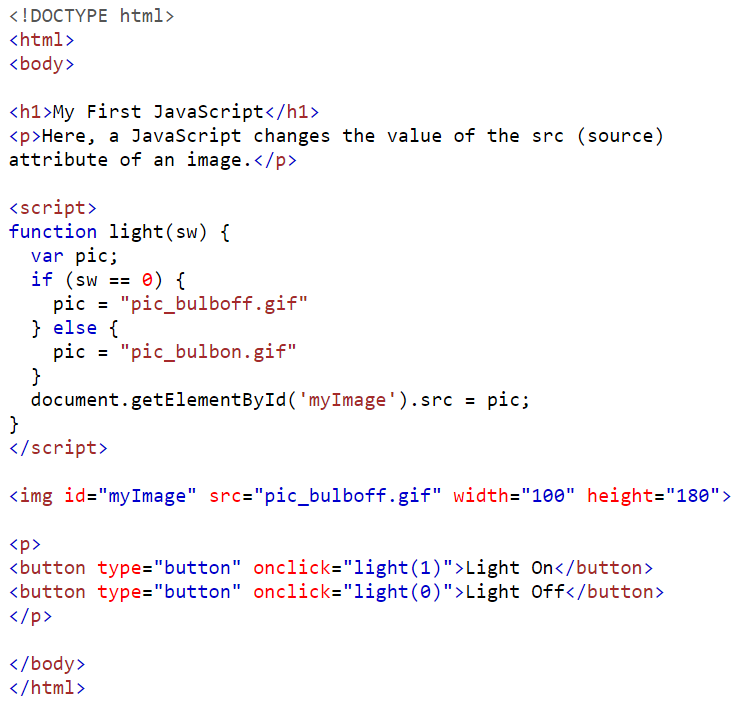 <!DOCTYPE html>
<html>
<body>

<h1>My First JavaScript</h1>
<p>Here, a JavaScript changes the value of the src (source)
attribute of an image.</p>

<script>
function light(sw) {
  var pic;
  if (sw == 0) {
    pic = "pic_bulboff.gif"
  } else {
    pic = "pic_bulbon.gif"
  }
  document.getElementById('myImage').src = pic;
}
</script>

<img id="myImage" src="pic_bulboff.gif" width="100" height="180">

<p>
<button type="button" onclick="light(1)">Light On</button>
<button type="button" onclick="light(0)">Light Off</button>
</p>

</body>
</html>